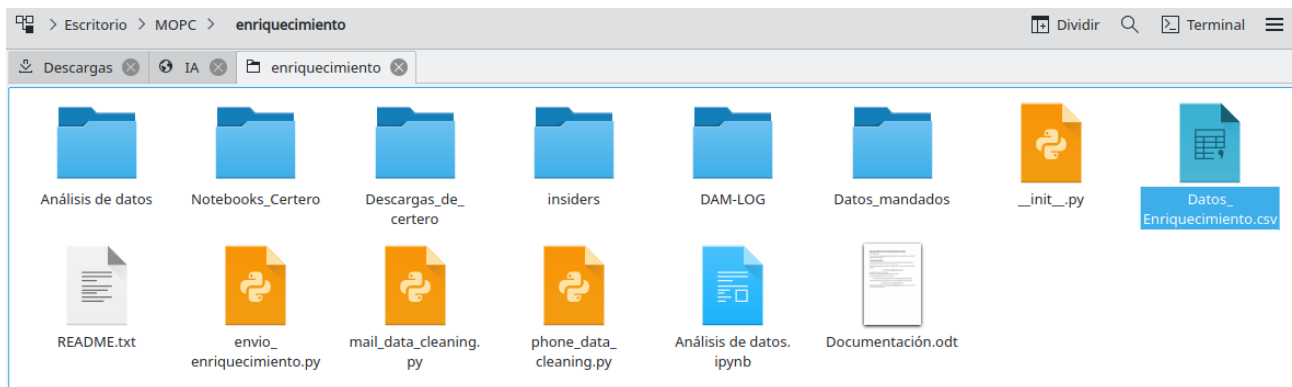 > Escritorio > MOPC > enriquecimiento
Dividir
Terminal
Descargas
IA
enriquecimiento
Análisis de datos
Notebooks_Certero
Descargas_de_
certero
insiders
DAM-LOG
Datos_mandados
__init__.py
Datos_
Enriquecimiento.csv
README.txt
envio_
enriquecimiento.py
mail_data_cleaning.
py
phone_data_
cleaning.py
Análisis de datos.
ipynb
Documentación.odt